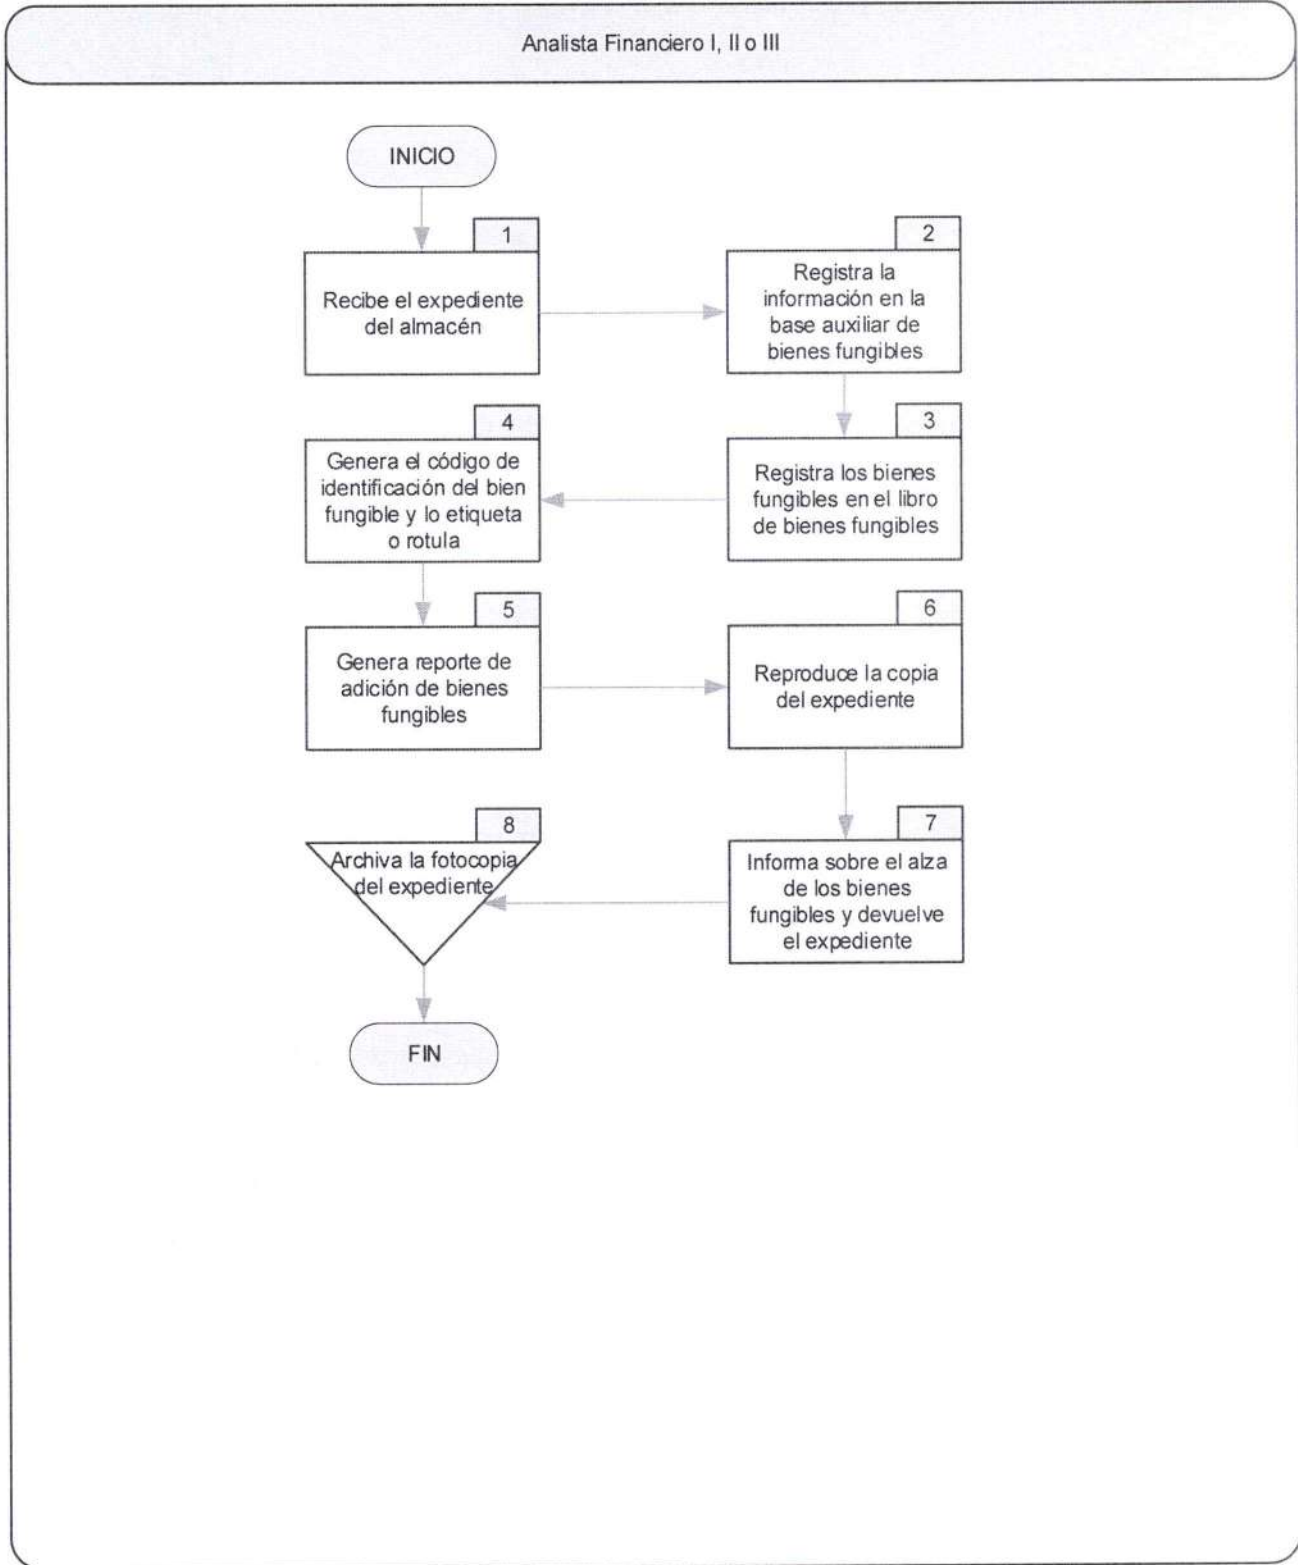 Analista Financiero I, II o III
INICIO
1
Recibe el expediente
del almacén
2
Registra la
información en la
base auxiliar de
bienes fungibles
3
Registra los bienes
fungibles en el libro
de bienes fungibles
4
Genera el código de
identificación del bien
fungible y lo etiqueta
o rotula
5
Genera reporte de
adición de bienes
fungibles
6
Reproduce la copia
del expediente
7
Informa sobre el alza
de los bienes
fungibles y devuelve
el expediente
8
Archiva la fotocopia
del expediente
FIN